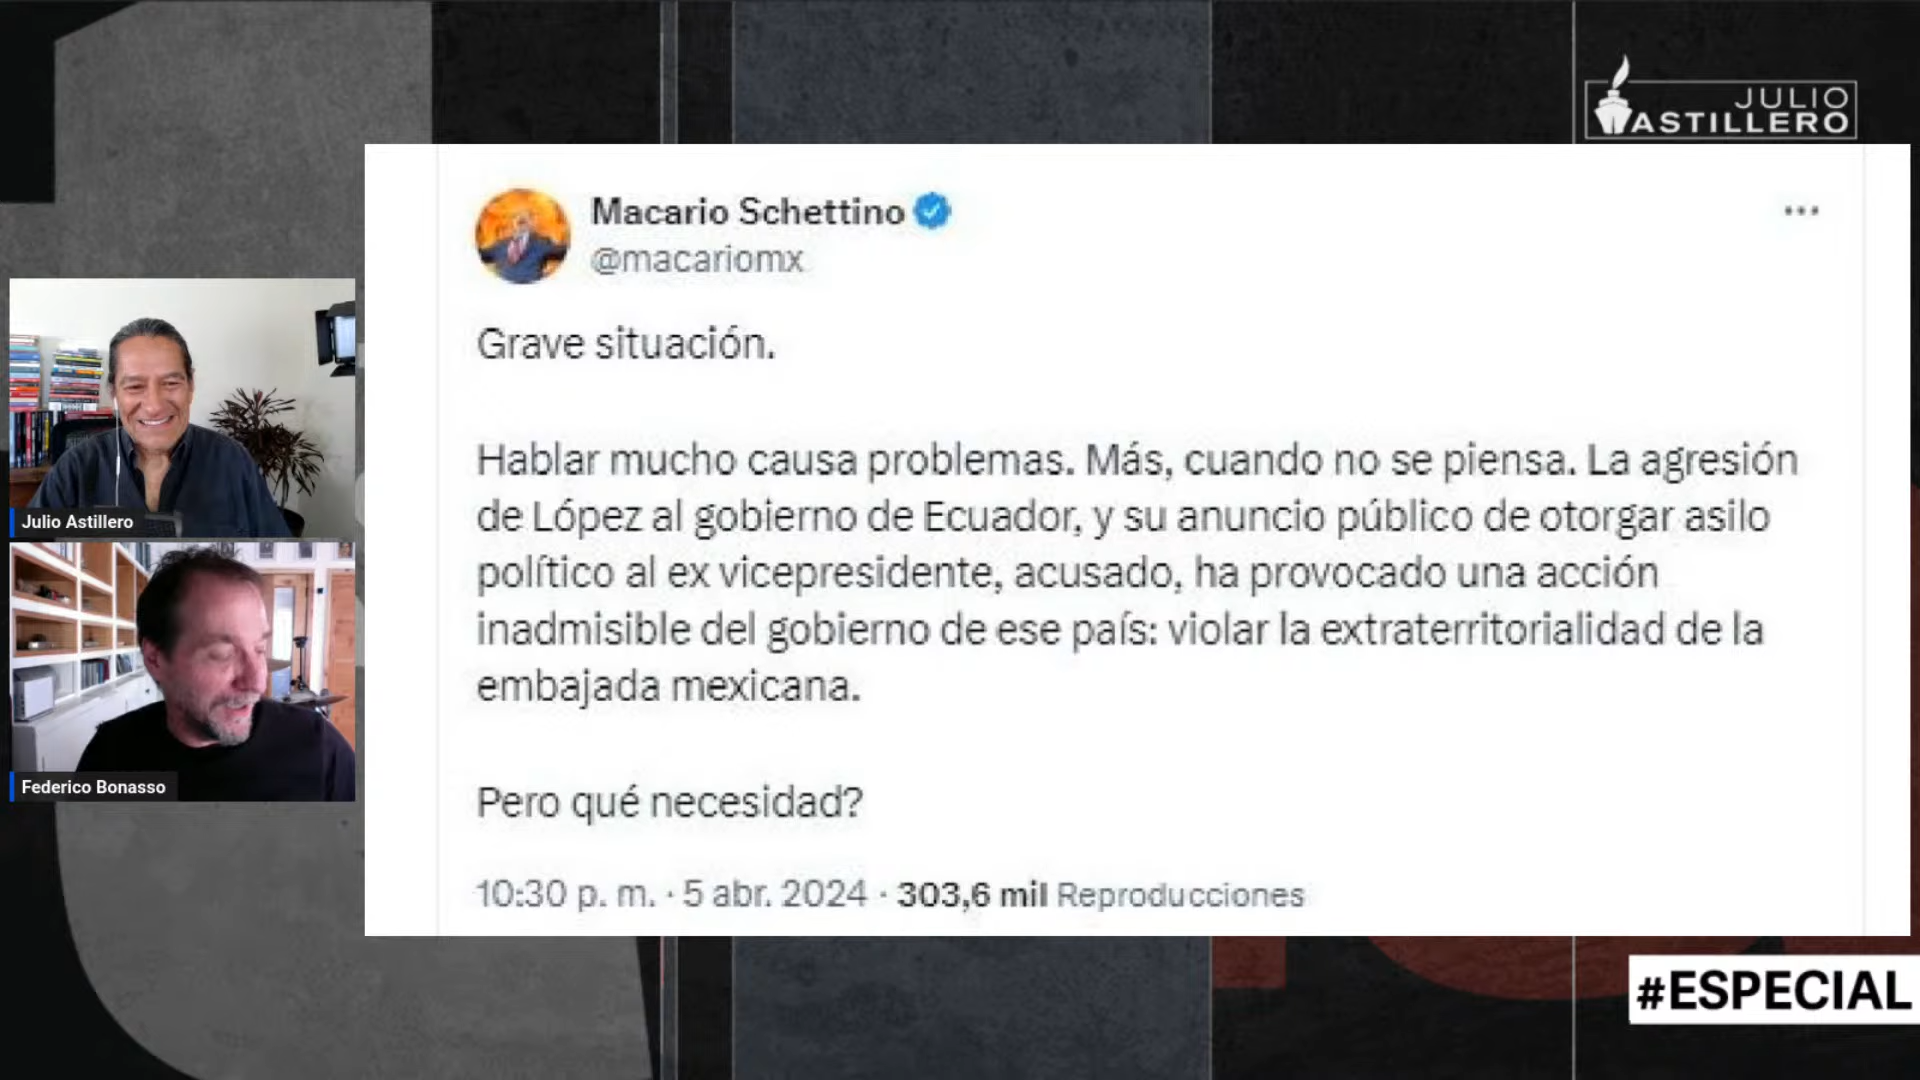 JULIO
ASTILLERO
Macario Schettino
@macariomx
Grave situación.
Hablar mucho causa problemas. Más, cuando no se piensa. La agresión
de López al gobierno de Ecuador, y su anuncio público de otorgar asilo
político al ex vicepresidente, acusado, ha provocado una acción
inadmisible del gobierno de ese país: violar la extraterritorialidad de la
embajada mexicana.
Pero qué necesidad?
10:30 p. m. · 5 abr. 2024 · 303,6 mil Reproducciones
Julio Astillero
Federico Bonasso
#ESPECIAL